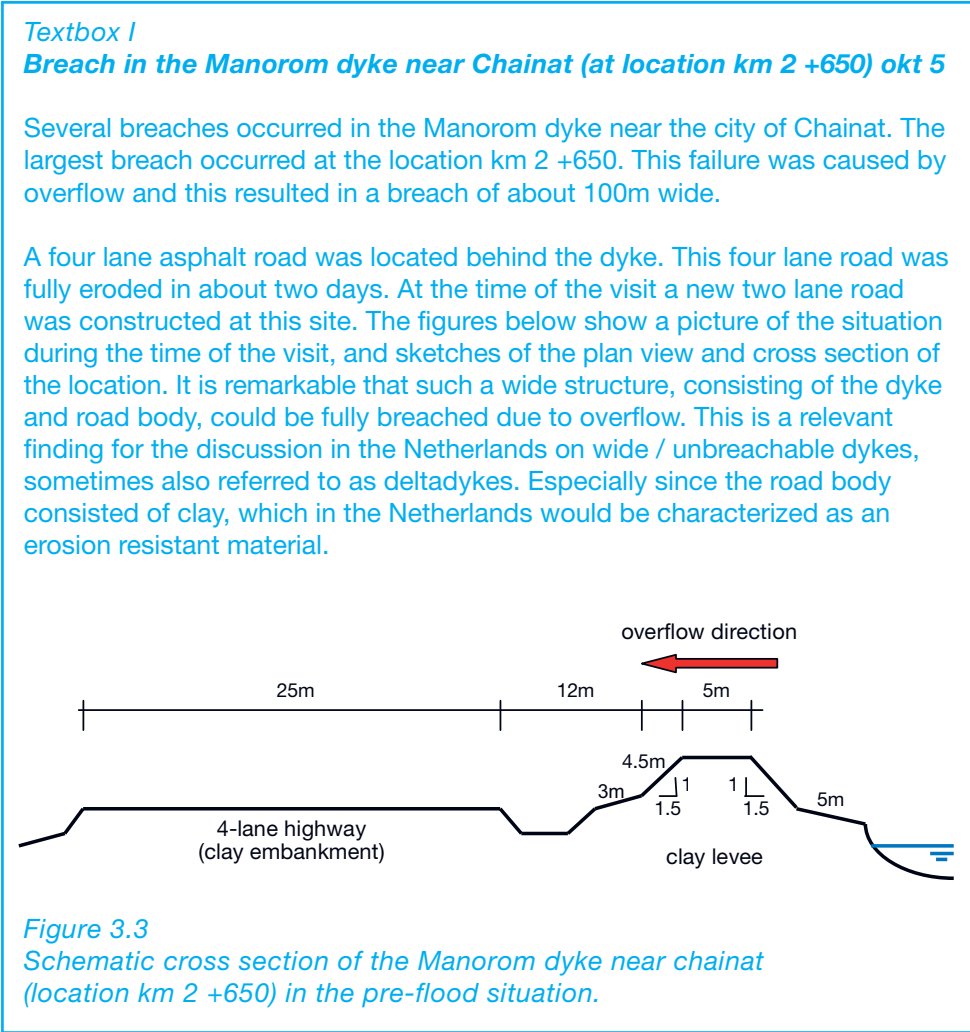 Textbox I
Breach in the Manorom dyke near Chainat (at location km 2 +650) okt 5
Several breaches occurred in the Manorom dyke near the city of Chainat. The
largest breach occurred at the location km 2 +650. This failure was caused by
overflow and this resulted in a breach of about 100m wide.
A four lane asphalt road was located behind the dyke. This four lane road was
fully eroded in about two days. At the time of the visit a new two lane road
was constructed at this site. The figures below show a picture of the situation
during the time of the visit, and sketches of the plan view and cross section of
the location. It is remarkable that such a wide structure, consisting of the dyke
and road body, could be fully breached due to overflow. This is a relevant
finding for the discussion in the Netherlands on wide / unbreachable dykes,
sometimes also referred to as deltadykes. Especially since the road body
consisted of clay, which in the Netherlands would be characterized as an
erosion resistant material.
overflow direction
25m 12m 5m
4.5m
3m 1 1 5m
1.5 1.5
4-lane highway
(clay embankment)
clay levee
Figure 3.3
Schematic cross section of the Manorom dyke near chainat
(location km 2 +650) in the pre-flood situation.